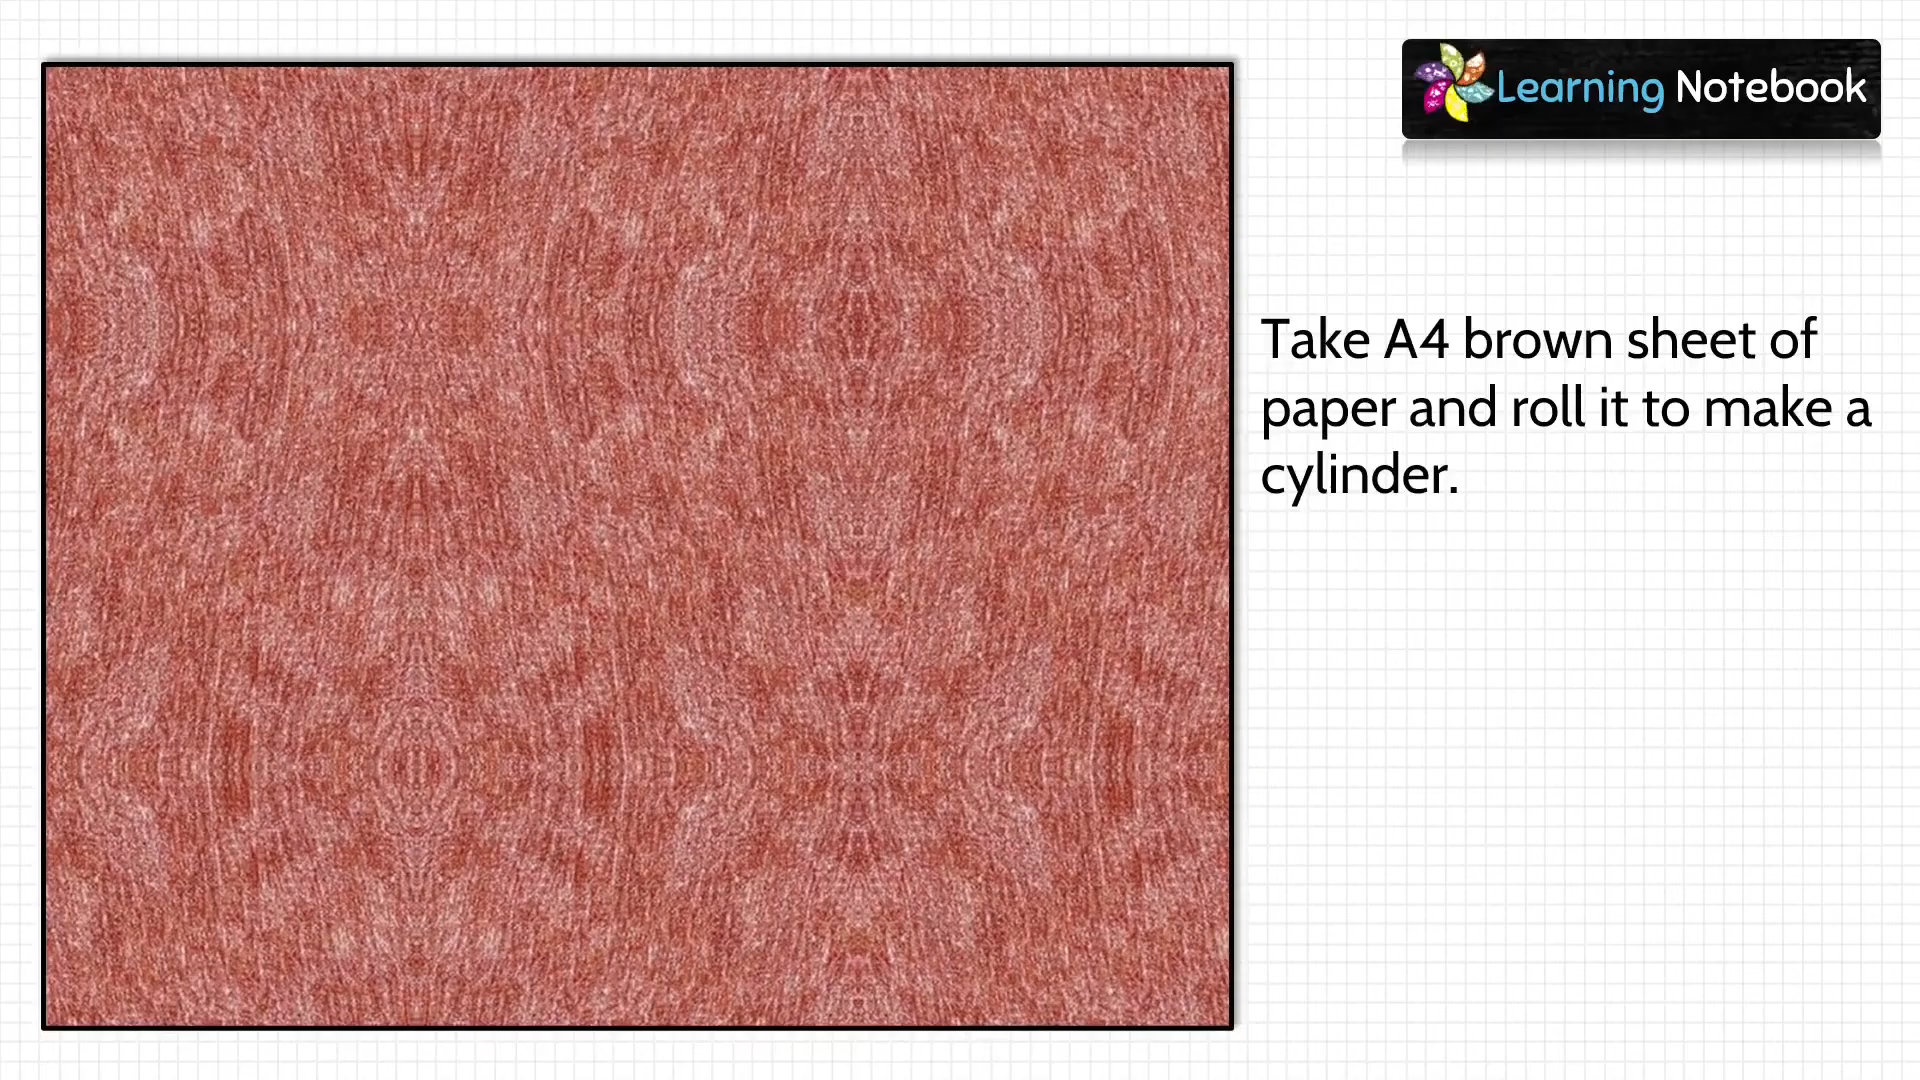 Learning Notebook
Take A4 brown sheet of
paper and roll it to make a
cylinder.